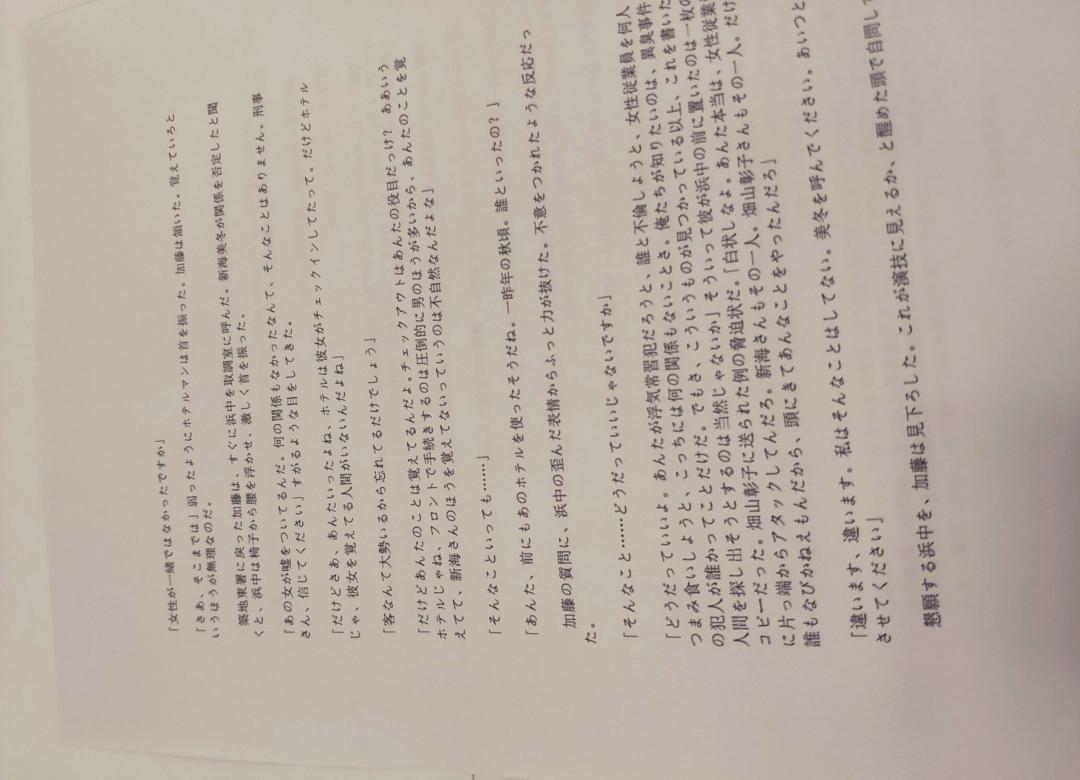 「女性が一緒ではなかったですか」
「さあ、そこまでは」弱ったようにホテルマンは首を振った。加藤は頷いた。覚えていろと
いうほうが無理なのだ。
築地東署に戻った加藤は、すぐに浜中を取調室に呼んだ。新海美冬が関係を否定したと聞
くと、浜中は椅子から腰を浮かせ、激しく首を振った。
「あの女が嘘をついてるんだ。何の関係もなかったなんて、そんなことはありません。刑事
さん、信じてください」すがるような目をしてきた。
「だけどさあ、あんたいったよね、ホテルは彼女がチェックインしてたって。だけどホテル
じゃ、彼女を覚えてる人間がいないんだよね」
「客なんて大勢いるから忘れてるだけでしょう」
「だけどあんたのことは覚えてるんだよ。チェックアウトはあんたの役目だっけ? ああいう
ホテルじゃね、フロントで手続きするのは圧倒的に男のほうが多いから、あんたのことを覚
えてて、新海さんのほうを覚えてないっていうのは不自然なんだよな」
「そんなこといっても……」
「あんた、前にもあのホテルを使ったそうだね。一昨年の秋頃。誰といったの?」
加藤の質問に、浜中の歪んだ表情からふっと力が抜けた。不意をつかれたような反応だっ
た。
「そんなこと……どうだっていいじゃないですか」
「どうだっていいよ。あんたが浮気常習犯だろうと、誰と不倫しようと、女性従業員を何人
つまみ食いしようと、こっちには何の関係もないことさ。俺たちが知りたいのは、異臭事件
の犯人が誰かってことだけだ。でもさ、こういうものが見つかっている以上、これを書いた
人間を探し出そうとするのは当然じゃないか」そういって彼が浜中の前に置いたのは一枚の
コピーだった。畑山彰子に送られた例の脅迫状だ。「白状しなよ。あんた本当は、女性従業
に片っ端からアタックしてんだろ。新海さんもその一人。畑山彰子さんもその一人。だけ
誰もなびかねえもんだから、頭にきてあんなことをやったんだろ」
「違います、違います。私はそんなことはしてない。美冬を呼んでください。あいつと
させてください」
懇願する浜中を、加藤は見下ろした。これが演技に見えるか、と醒めた頭で自問して